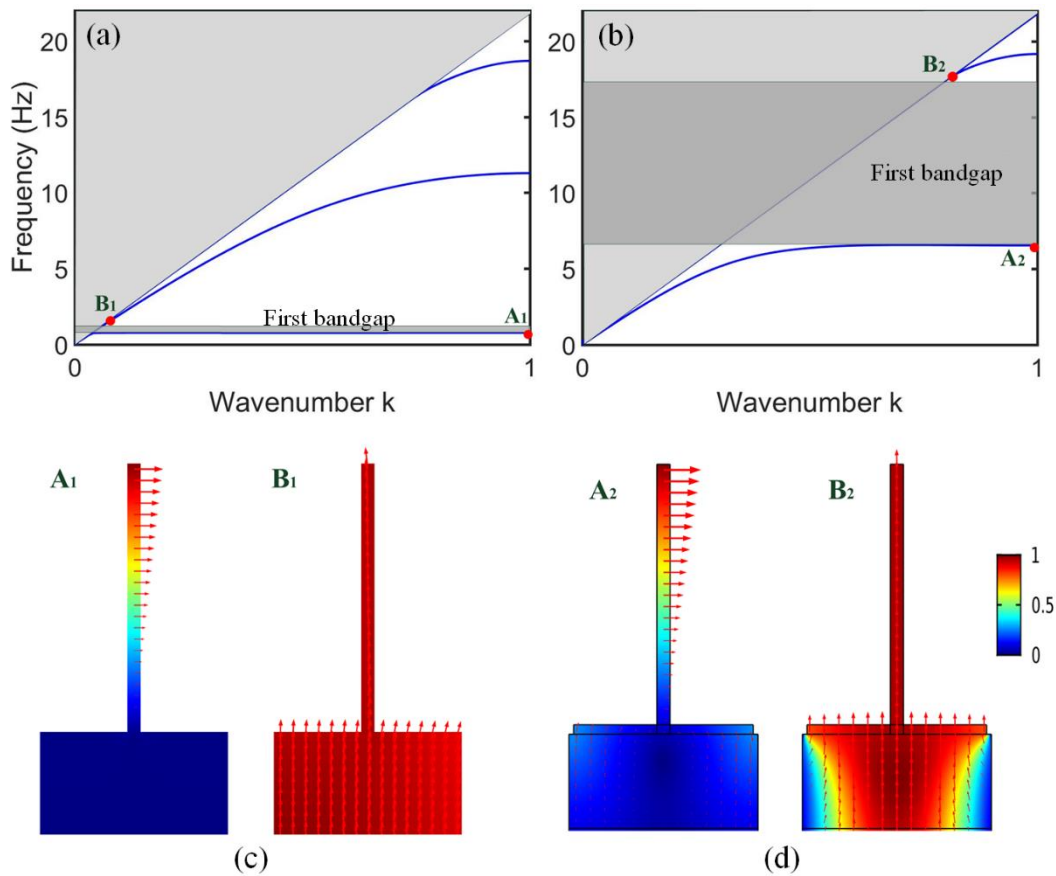 (a)
Frequency (Hz)
20
15
10
5
0
B1
First bandgap
A1
0
1
Wavenumber k
(b)
20
15
10
5
0
B2
First bandgap
A2
0
1
Wavenumber k
A1
B1
(c)
A2
B2
1
0.5
0
(d)